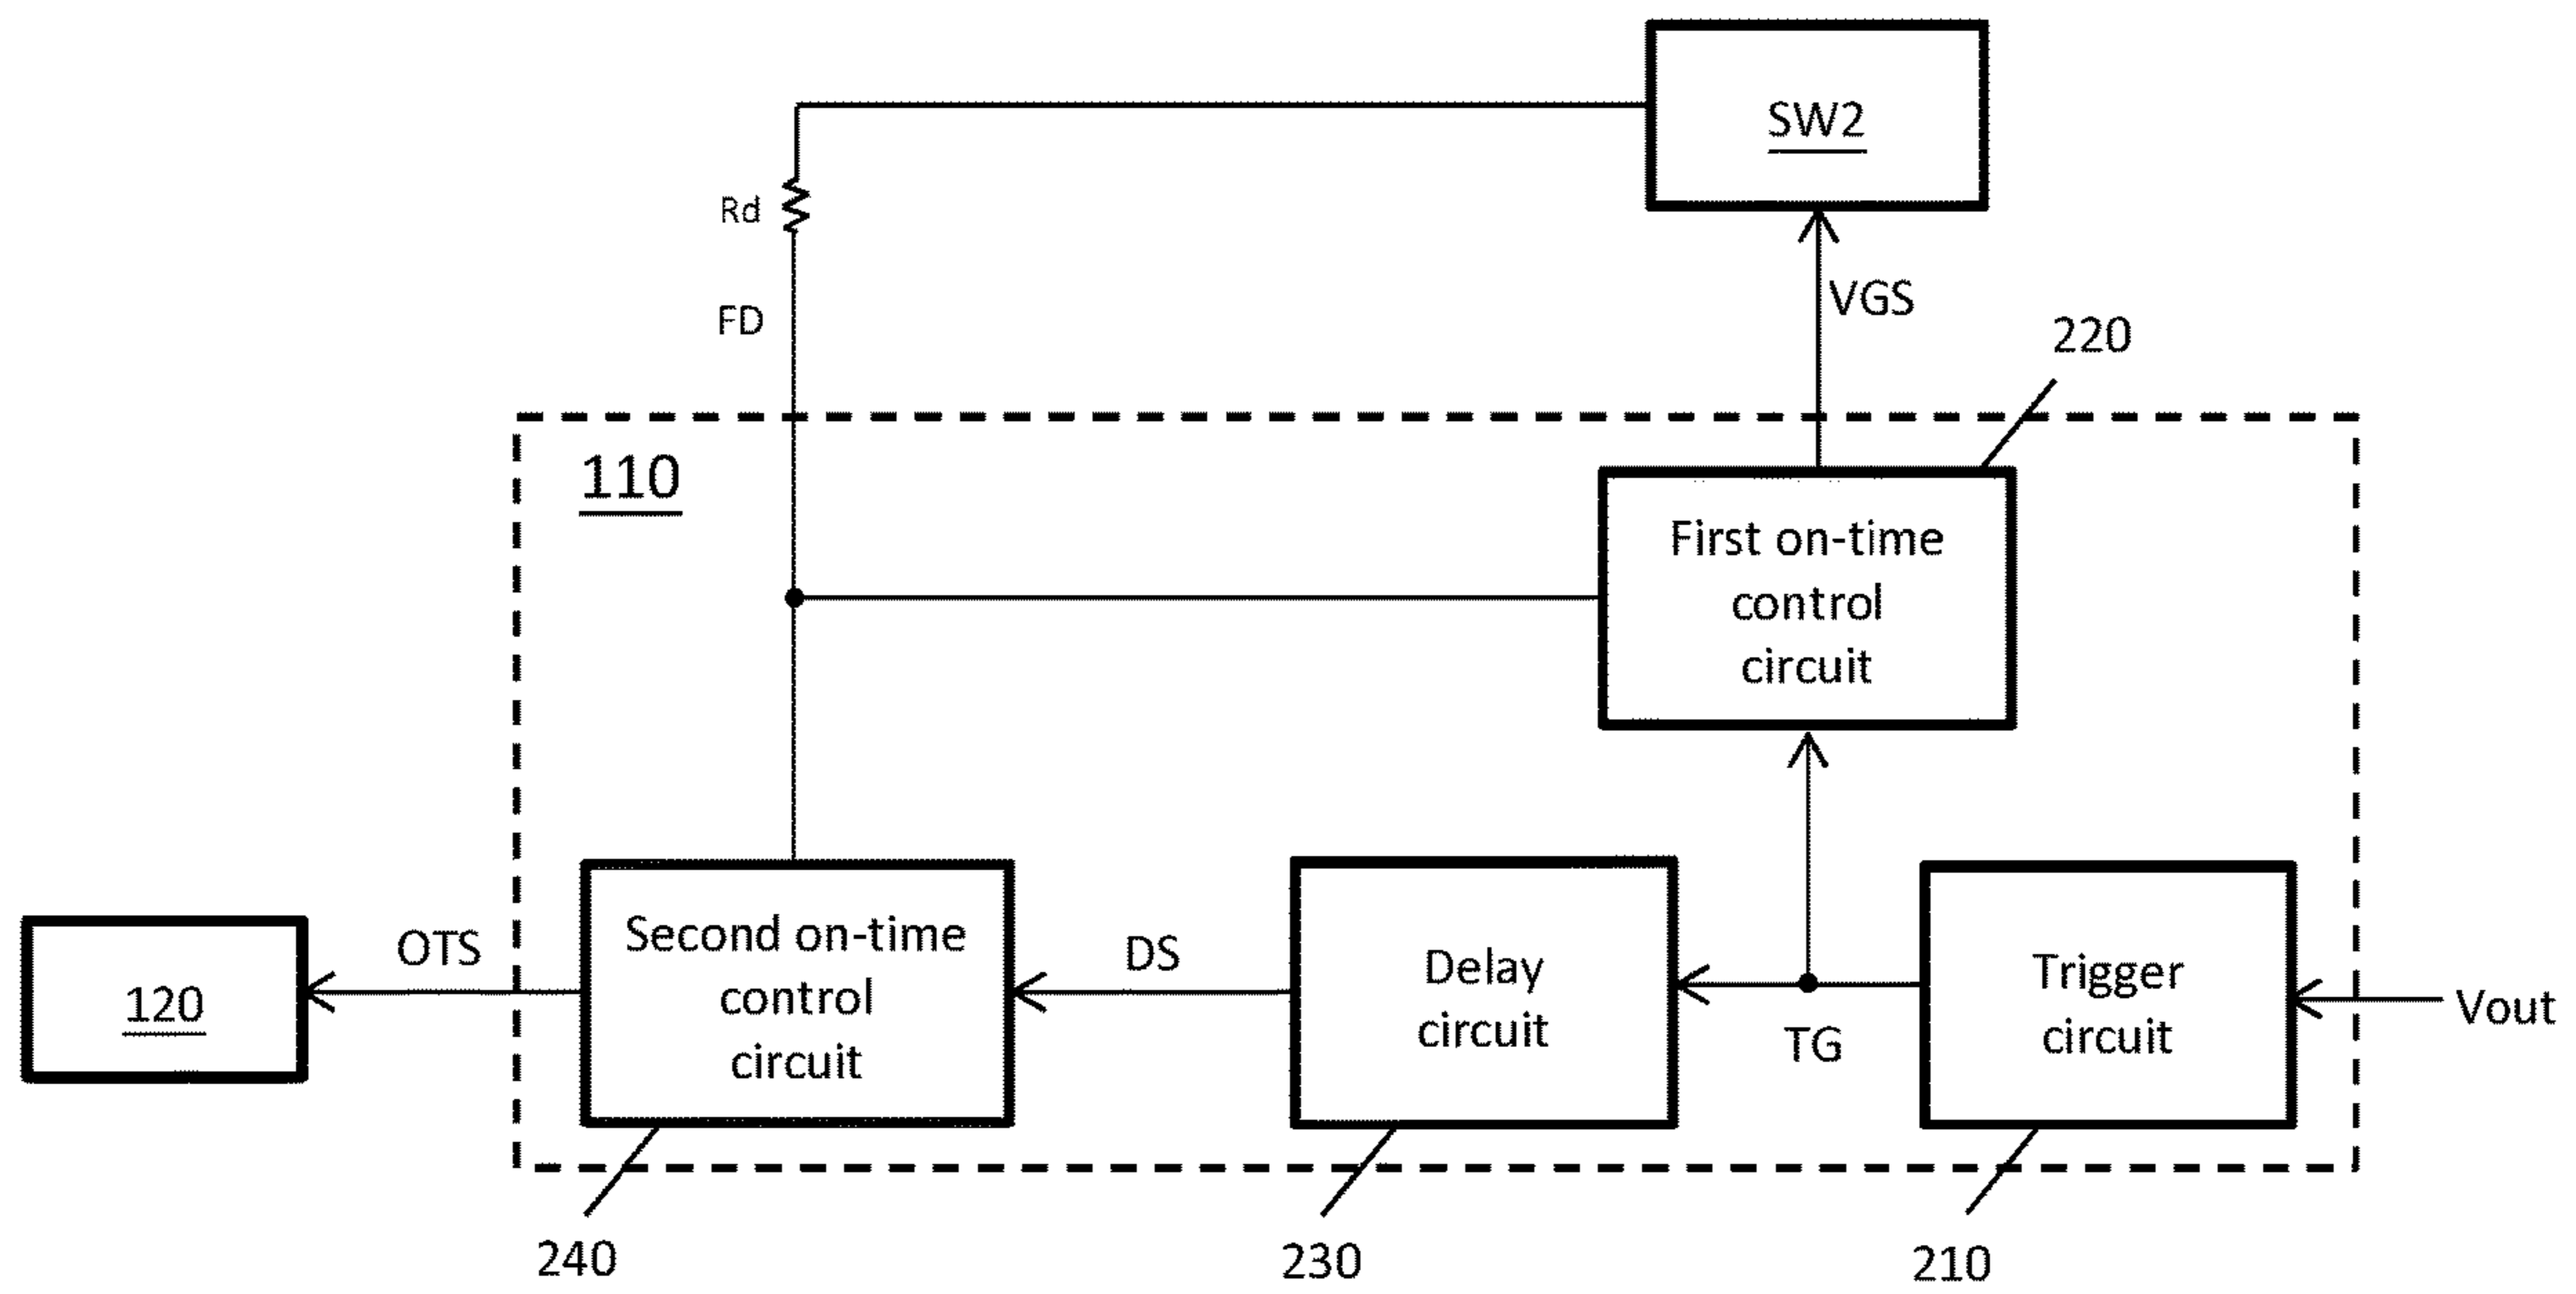 SW2
Rd
VGS
FD
220
110
First on-time
control
circuit
Second on-time
control
circuit
OTS
120
DS
Delay
circuit
TG
Trigger
circuit
Vout
240
230
210